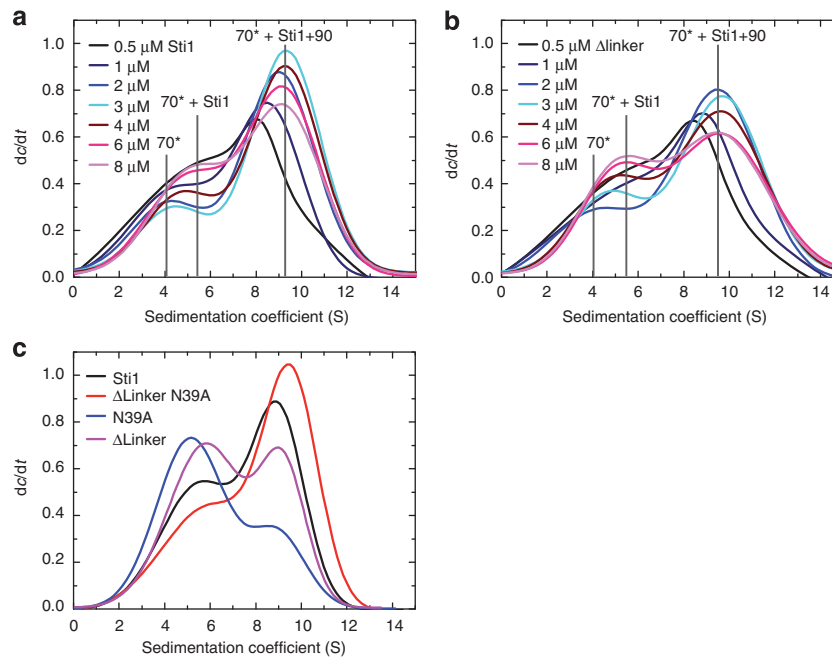 a
dc/dt
1.0
0.8
0.6
0.4
0.2
0.0
0.5 μM Sti1
1 μM
2 μM
3 μM
4 μM
6 μM
8 μM
70* + Sti1+90
70* + Sti1
70*
0 2 4 6 8 10 12 14
Sedimentation coefficient (S)
b
dc/dt
1.0
0.8
0.6
0.4
0.2
0.0
0.5 μM Δlinker
1 μM
2 μM
3 μM
4 μM
6 μM
8 μM
70* + Sti1+90
70* + Sti1
70*
0 2 4 6 8 10 12 14
Sedimentation coefficient (S)
c
dc/dt
1.0
0.8
0.6
0.4
0.2
0.0
Sti1
ΔLinker N39A
N39A
ΔLinker
0 2 4 6 8 10 12 14
Sedimentation coefficient (S)